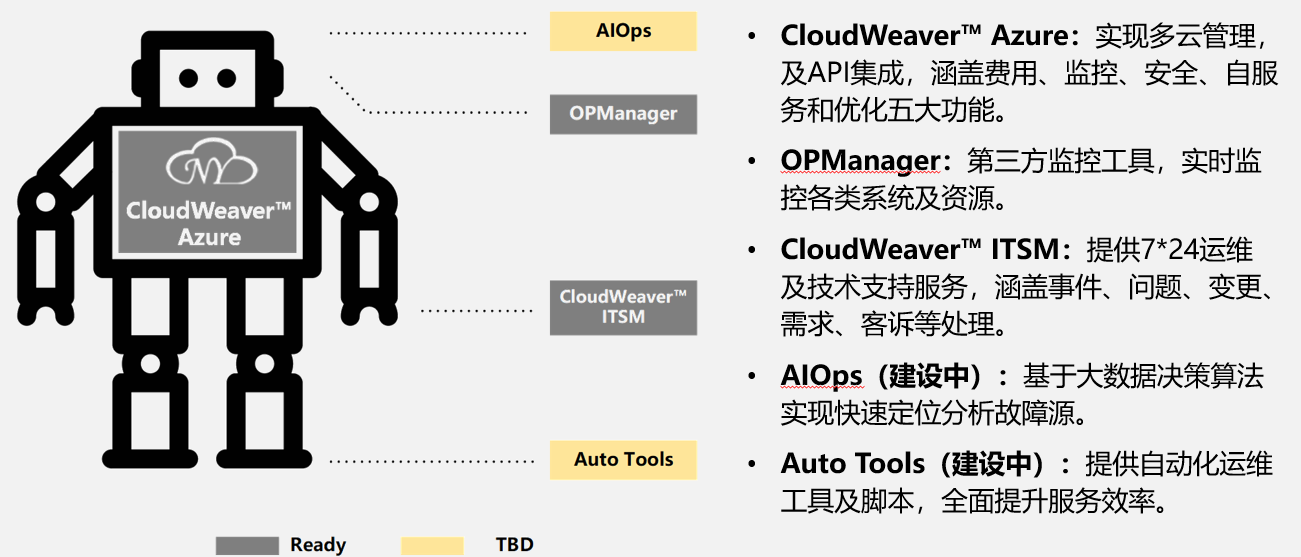 AIOps
OPManager
NY
CloudWeaver™
Azure
CloudWeaver™
ITSM
Auto Tools
Ready
TBD
• CloudWeaver™ Azure：实现多云管理，
及API集成，涵盖费用、监控、安全、自服
务和优化五大功能。
• OPManager：第三方监控工具，实时监
控各类系统及资源。
• CloudWeaver™ ITSM：提供7*24运维
及技术支持服务，涵盖事件、问题、变更、
需求、客诉等处理。
• AIOps（建设中）：基于大数据决策算法
实现快速定位分析故障源。
• Auto Tools（建设中）：提供自动化运维
工具及脚本，全面提升服务效率。